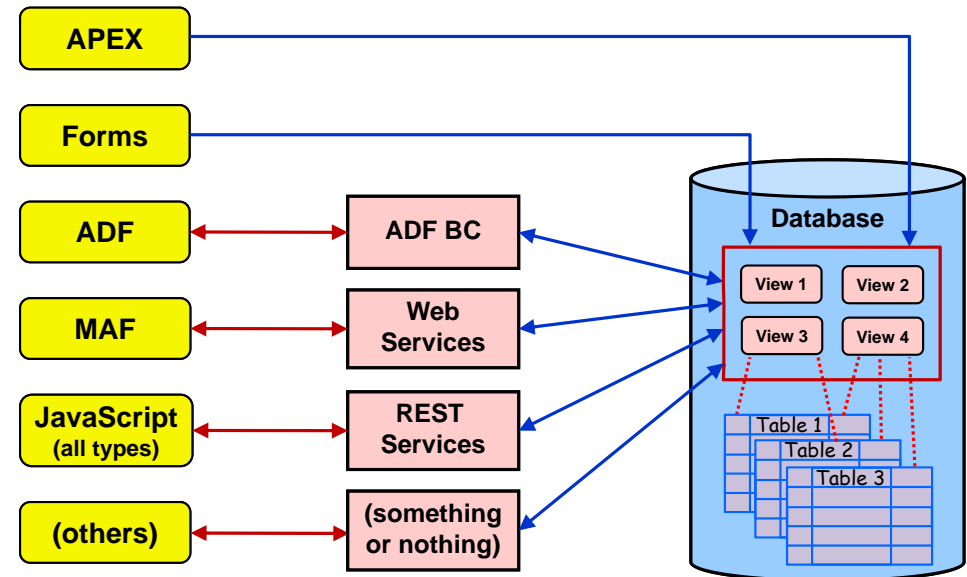 APEX
Forms
ADF
ADF BC
MAF
Web
Services
JavaScript
(all types)
REST
Services
(others)
(something
or nothing)
Database
View 1
View 2
View 3
View 4
Table 1
Table 2
Table 3